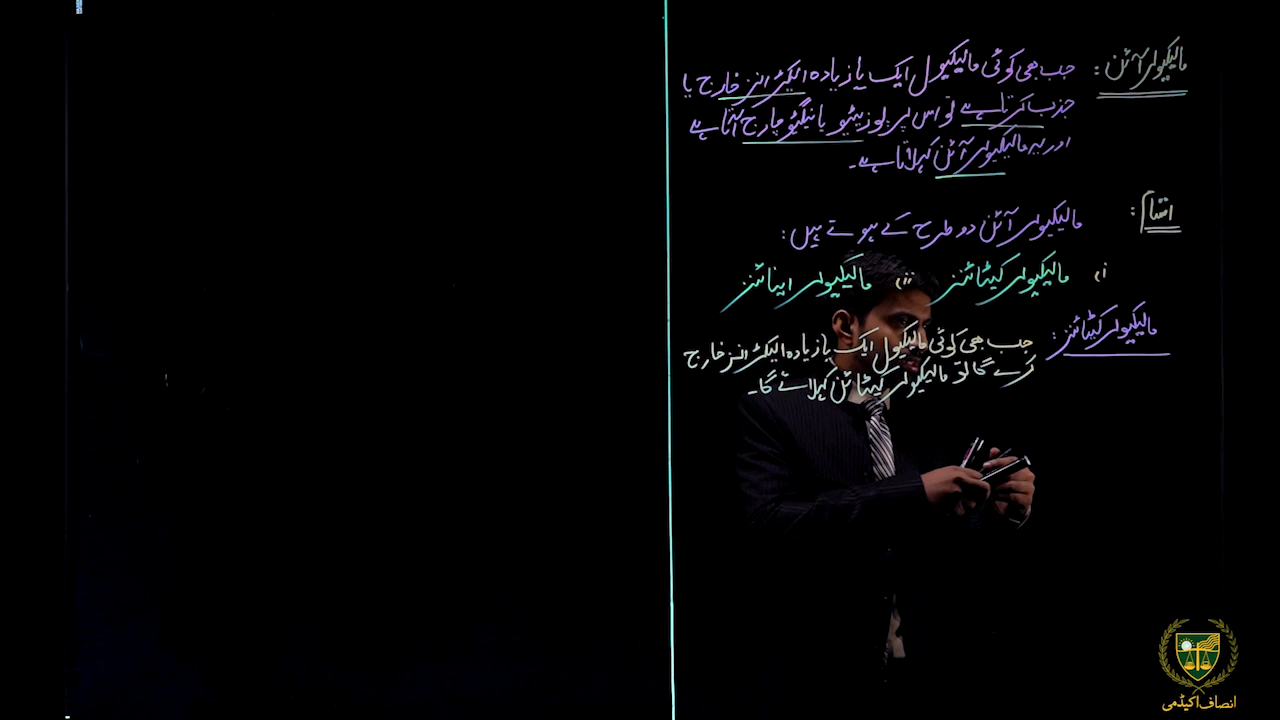 مالیکیولر آئن: جب بھی کوئی مالیکیول ایک یا زیادہ الیکٹرانز خارج یا
جذب کرتا ہے تو اس پر پوزیٹیو یا نیگیٹو چارج آتا ہے
اور یہ مالیکیولر آئن کہلاتا ہے۔
اقسام:
مالیکیولر آئن دو طرح کے ہوتے ہیں:
(i مالیکیولر کیٹائنز (ii مالیکیولر اینائنز
مالیکیولر کیٹائنز: جب بھی کوئی مالیکیول ایک یا زیادہ الیکٹرانز خارج
کرے گا تو مالیکیولر کیٹائن کہلائے گا۔
انصاف اکیڈمی